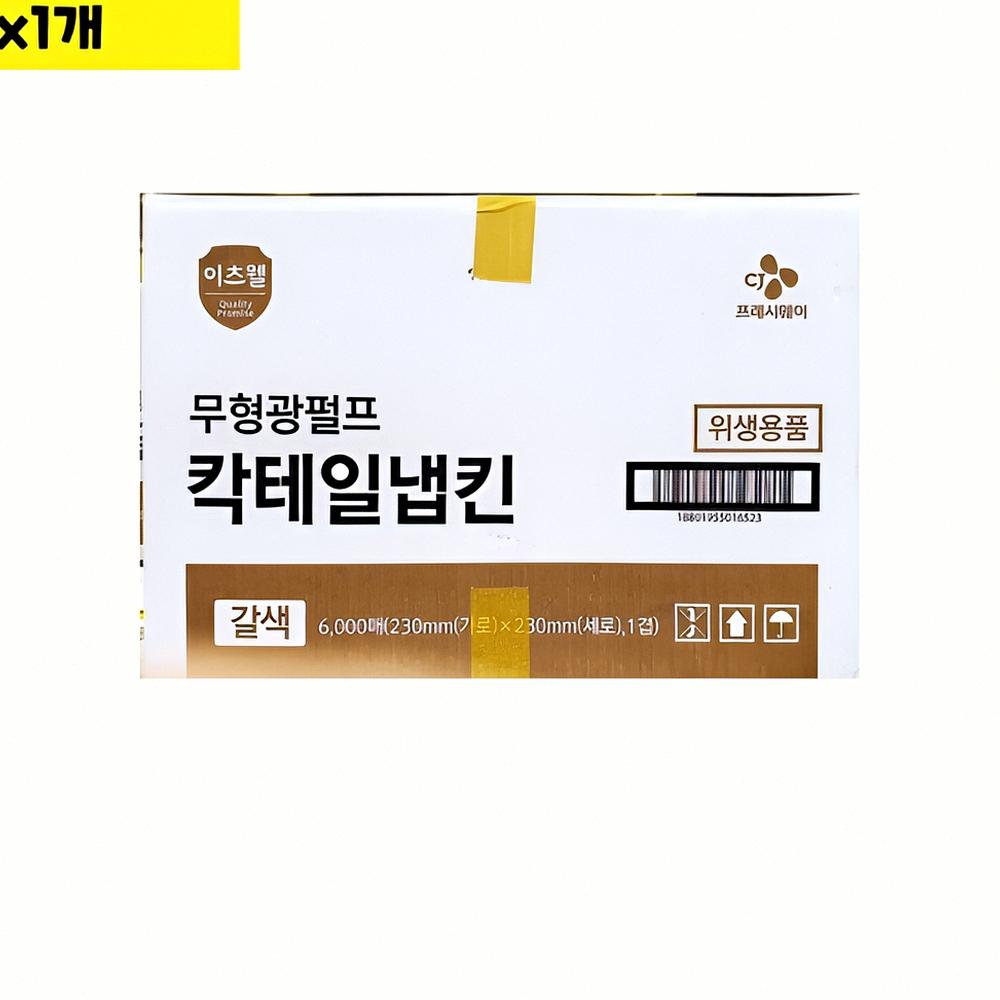 x1개
이츠웰
Quality
Promise
CJ
프레시웨이
무형광펄프
칵테일냅킨
위생용품
갈색
6,000매(230mm(가로)×230mm(세로),1겹)